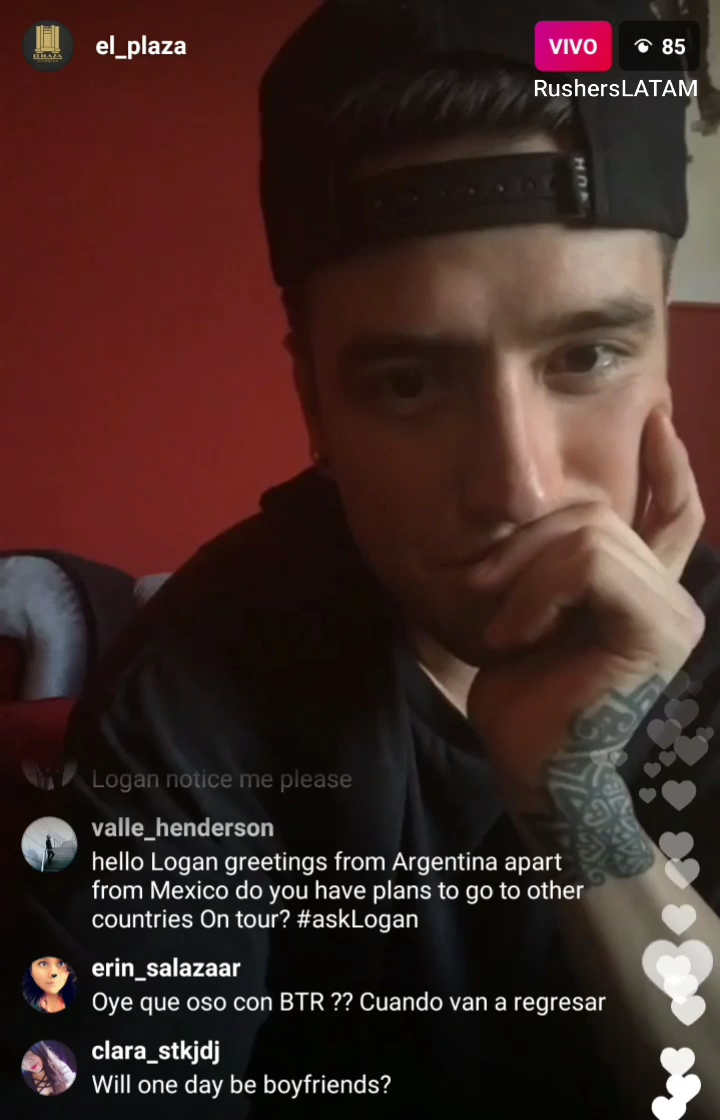 el_plaza
VIVO
85
RushersLATAM
Logan notice me please
valle_henderson
hello Logan greetings from Argentina apart
from Mexico do you have plans to go to other
countries On tour? #askLogan
erin_salazaar
Oye que oso con BTR ?? Cuando van a regresar
clara_stkjdj
Will one day be boyfriends?